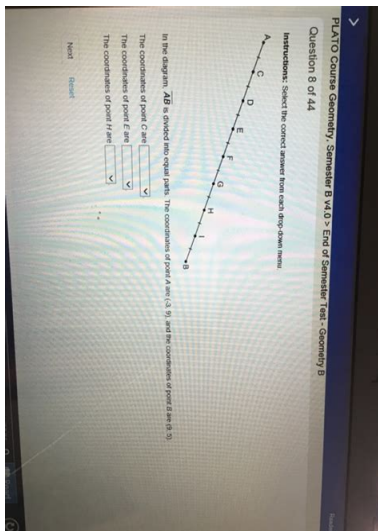 PLATO Course Geometry, Semester B v4.0 > End of Semester Test - Geometry B
Question 8 of 44
Instructions: Select the correct answer from each drop-down menu.
A
C
D
E
F
G
H
I
B
In the diagram, AB is divided into equal parts. The coordinates of point A are (-3, 9), and the coordinates of point B are (9, 5).
The coordinates of point C are
The coordinates of point E are
The coordinates of point H are
Next Reset